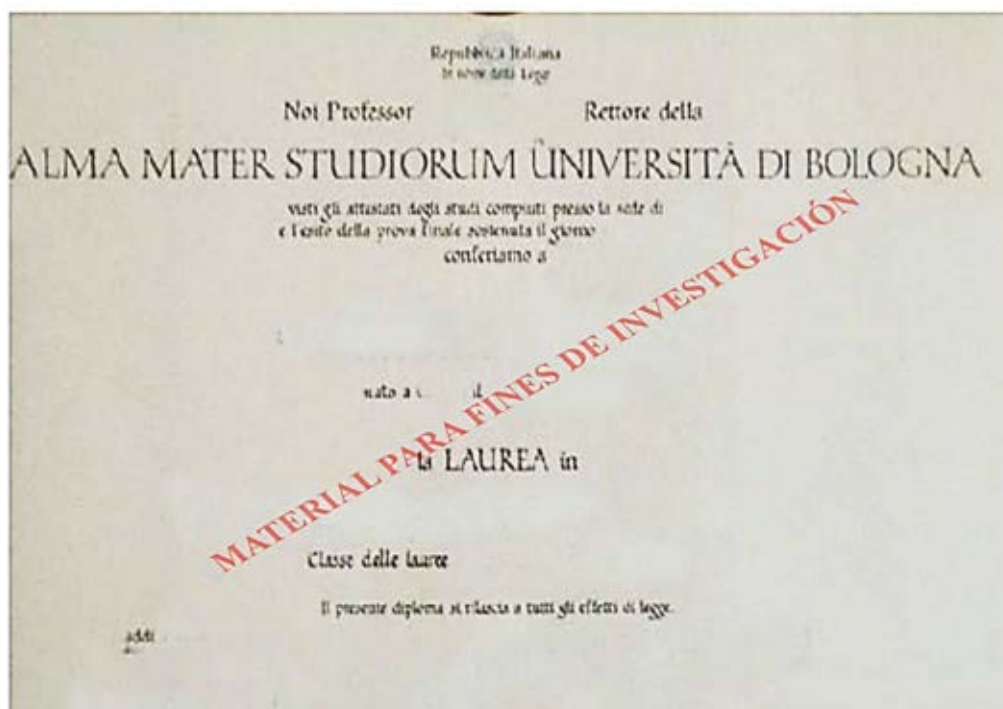 Repubblica Italiana
In nome della Legge
Noi Professor Rettore della
ALMA MATER STUDIORUM UNIVERSITÀ DI BOLOGNA
visti gli attestati degli studi compiuti presso la sede di
e l'esito della prova finale sostenuta il giorno
conferiamo a
nato a il
la LAUREA in
Classe delle lauree
Il presente diploma si rilascia a tutti gli effetti di legge.
addì
MATERIAL PARA FINES DE INVESTIGACIÓN